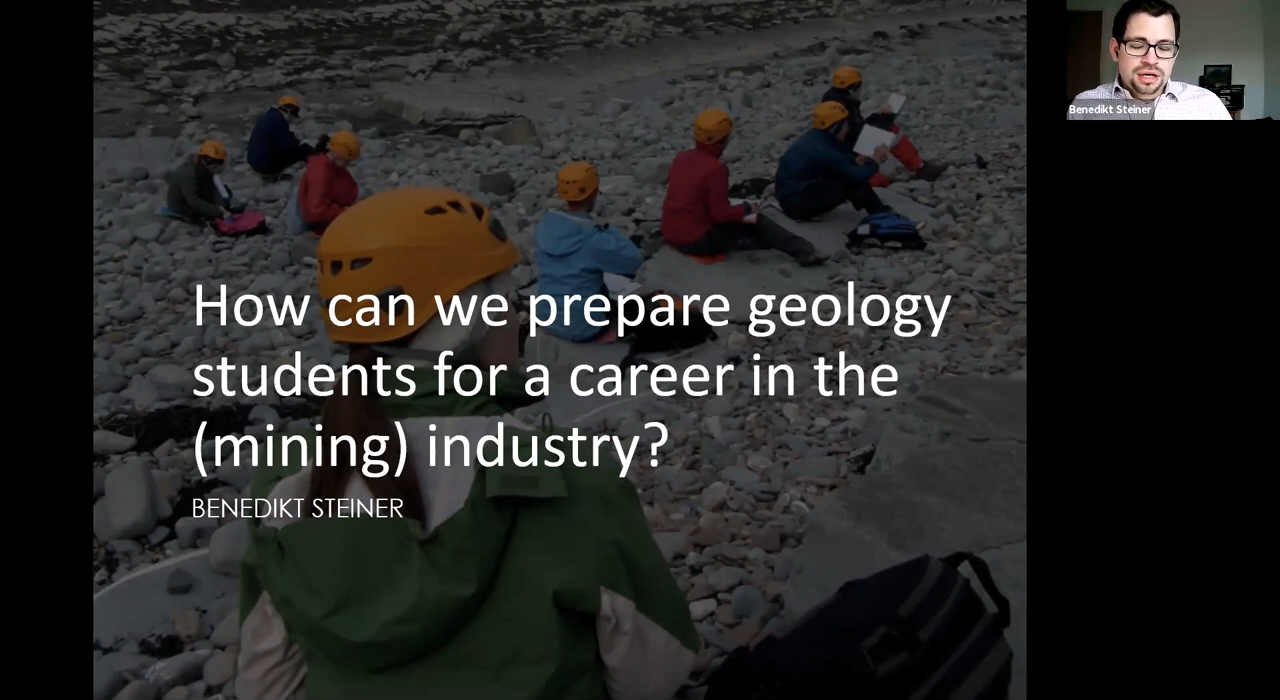 How can we prepare geology
students for a career in the
(mining) industry?
BENEDIKT STEINER
Benedikt Steiner